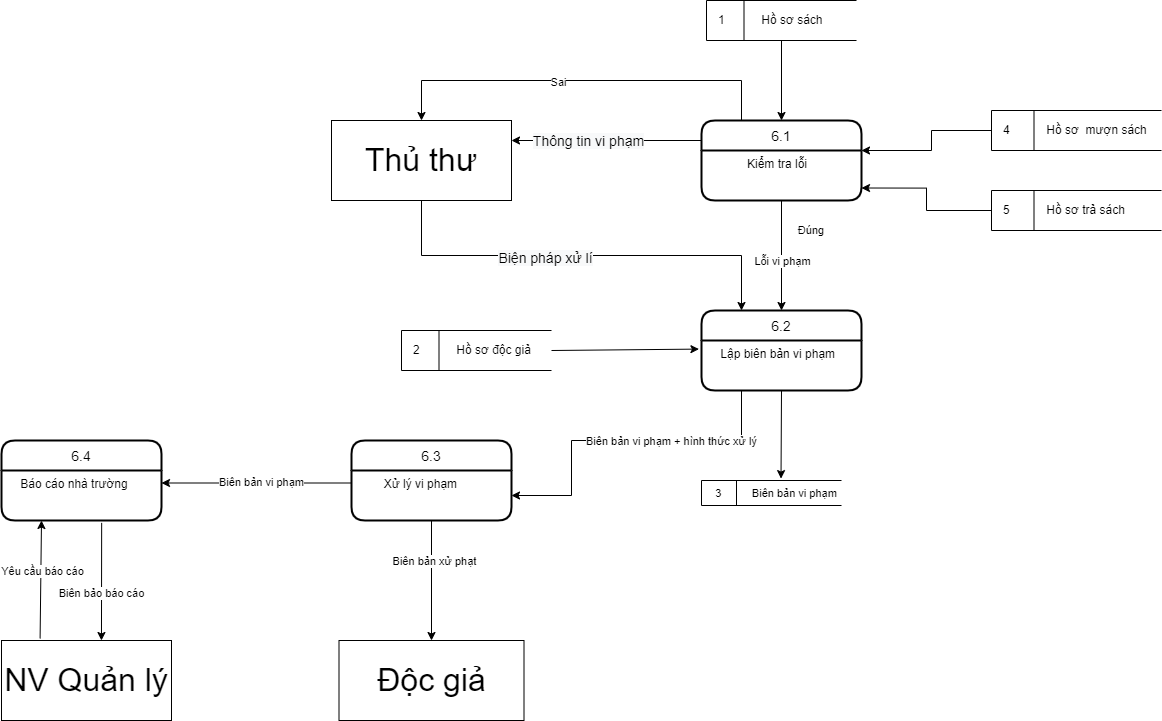 1 Hồ sơ sách
Sai
Thủ thư
Thông tin vi phạm
6.1
Kiểm tra lỗi
4 Hồ sơ mượn sách
5 Hồ sơ trả sách
Đúng
Biện pháp xử lí
Lỗi vi phạm
6.2
Lập biên bản vi phạm
2 Hồ sơ độc giả
Biên bản vi phạm + hình thức xử lý
6.4
Báo cáo nhà trường
Biên bản vi phạm
6.3
Xử lý vi phạm
3 Biên bản vi phạm
Yêu cầu báo cáo
Biên bảo báo cáo
Biên bản xử phạt
NV Quản lý
Độc giả